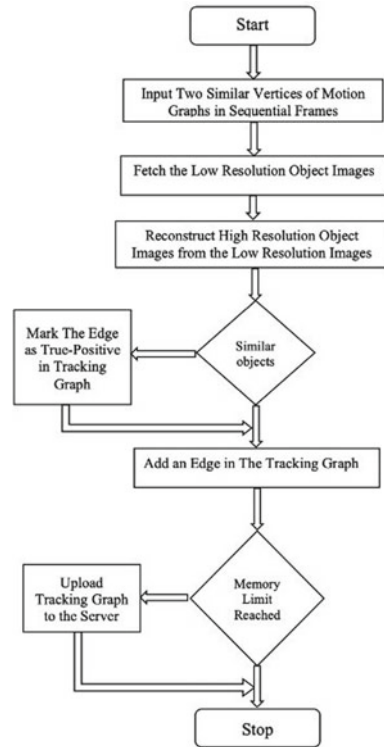 Start
Input Two Similar Vertices of Motion
Graphs in Sequential Frames
Fetch the Low Resolution Object Images
Reconstruct High Resolution Object
Images from the Low Resolution Images
Similar
objects
Mark The Edge
as True-Positive
in Tracking
Graph
Add an Edge in The Tracking Graph
Memory
Limit
Reached
Upload
Tracking Graph
to the Server
Stop